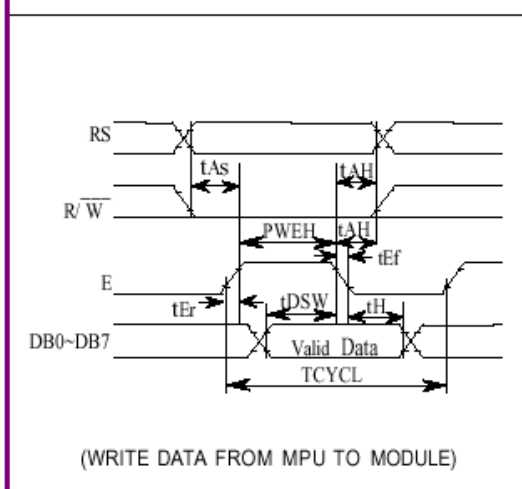 RS
tAs
tAH
R/W
PWEH
tAH
tEf
E
tEr
tDSW
tH
DB0~DB7
Valid Data
TCYCL
(WRITE DATA FROM MPU TO MODULE)